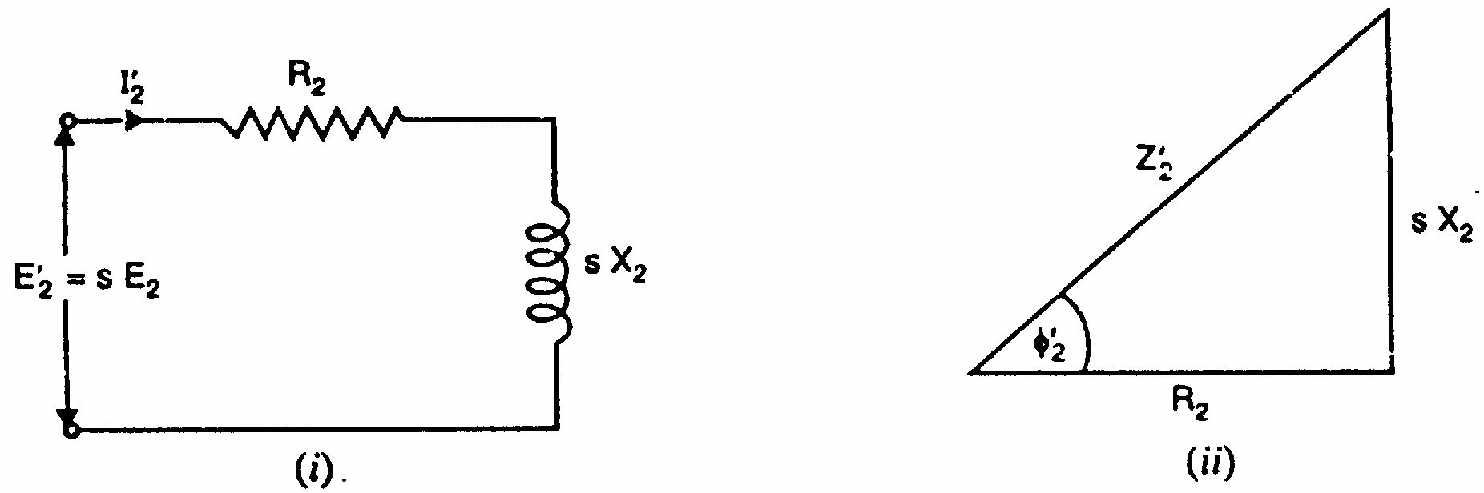 I′₂
R₂
E′₂ = s E₂
s X₂
(i).
Z′₂
s X₂
ϕ′₂
R₂
(ii)